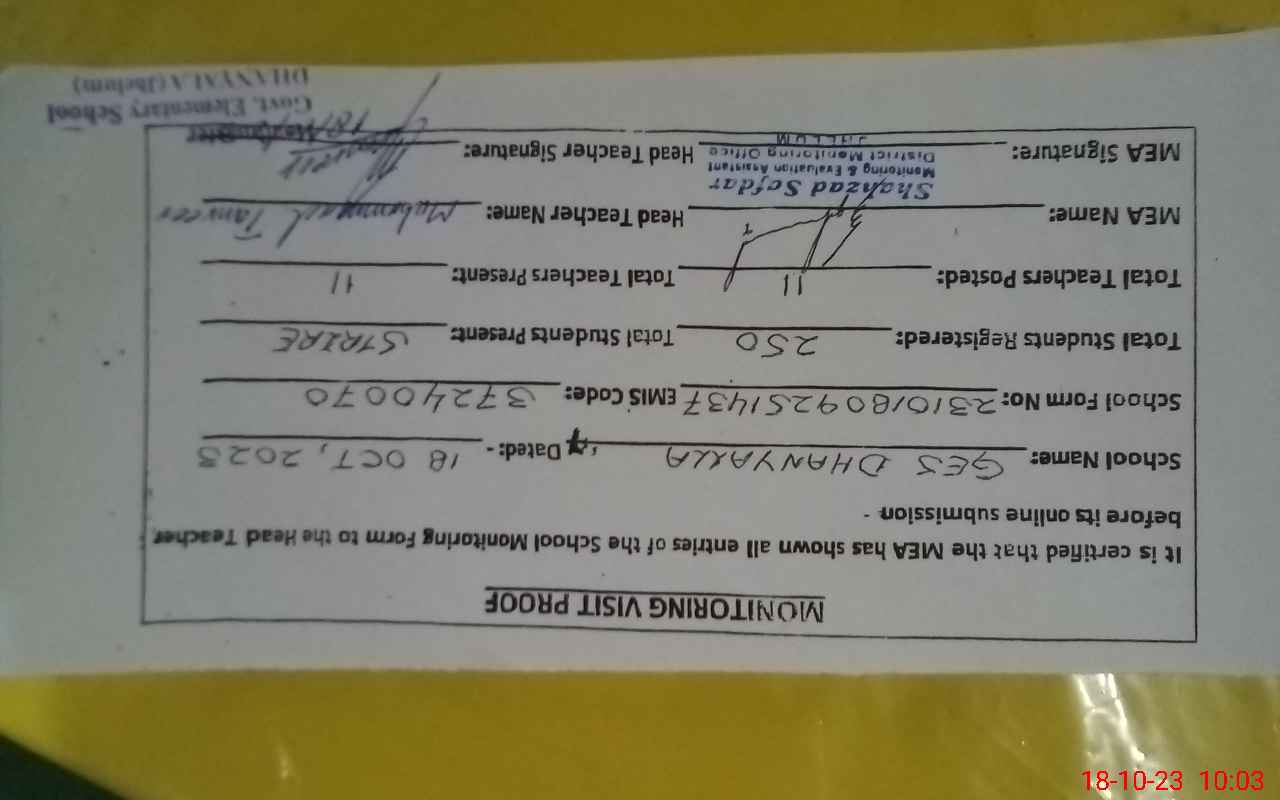 MONITORING VISIT PROOF
It is certified that the MEA has shown all entries of the School Monitoring Form to the Head Teacher
before its online submission -
School Name: GES DHANYALLA Dated: - 18 OCT, 2023
School Form No: 23101809251437 EMIS Code: 37240070
Total Students Registered: 250 Total Students Present: STRIKE
Total Teachers Posted: 11 Total Teachers Present: 11
MEA Name: Head Teacher Name: Muhammad Tanveer
Shahzad Sofdar
Monitoring & Evaluation Assistant
District Monitoring Office
JHELUM
MEA Signature: Head Teacher Signature:
Govt. Elementary School
DHANYALA (Jhelum)
18-10-23 10:03